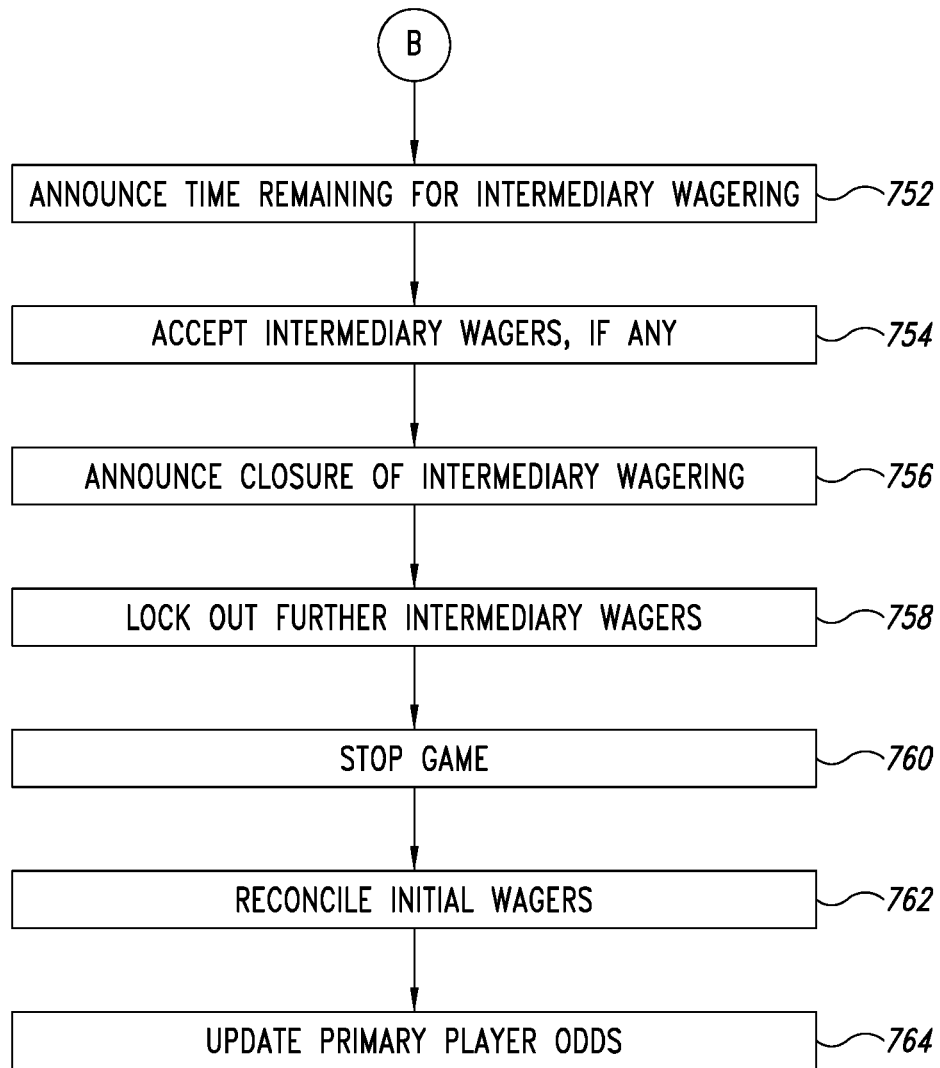 B
ANNOUNCE TIME REMAINING FOR INTERMEDIARY WAGERING 752
ACCEPT INTERMEDIARY WAGERS, IF ANY 754
ANNOUNCE CLOSURE OF INTERMEDIARY WAGERING 756
LOCK OUT FURTHER INTERMEDIARY WAGERS 758
STOP GAME 760
RECONCILE INITIAL WAGERS 762
UPDATE PRIMARY PLAYER ODDS 764